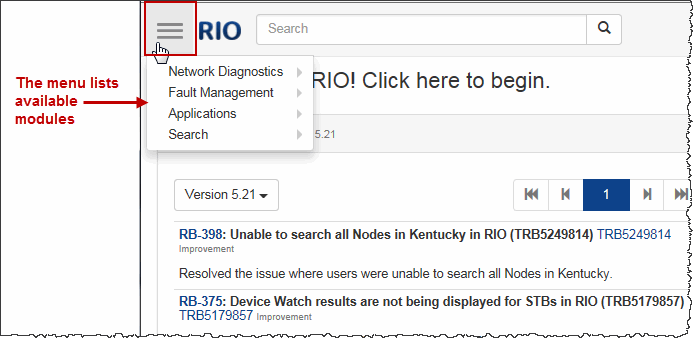 RIO
Search
Network Diagnostics
Fault Management
Applications
Search
The menu lists
available
modules
RIO! Click here to begin.
5.21
Version 5.21
1
RB-398: Unable to search all Nodes in Kentucky in RIO (TRB5249814) TRB5249814
Improvement
Resolved the issue where users were unable to search all Nodes in Kentucky.
RB-375: Device Watch results are not being displayed for STBs in RIO (TRB5179857)
TRB5179857 Improvement